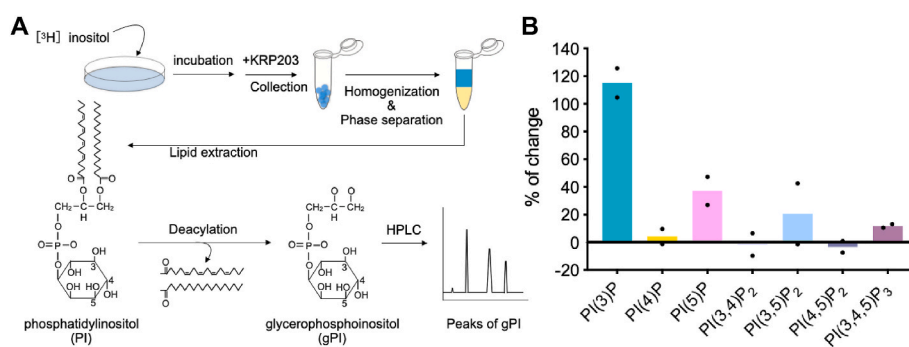 A
[³H] inositol
incubation
+KRP203
Collection
Homogenization
&
Phase separation
Lipid extraction
O=C C=O
O O
CH₂-C-CH₂
H
O
O=P-O⁻
O
OH
OH
3
4
OH
HO
5
OH
phosphatidylinositol
(PI)
Deacylation
O=C
O=C
O O
CH₂-C-CH₂
H
O
O=P-O⁻
O
OH
OH
3
4
OH
HO
5
OH
glycerophosphoinositol
(gPI)
HPLC
Peaks of gPI
B
% of change
140
120
100
80
60
40
20
0
-20
PI(3)P
PI(4)P
PI(5)P
PI(3,4)P₂
PI(3,5)P₂
PI(4,5)P₂
PI(3,4,5)P₃